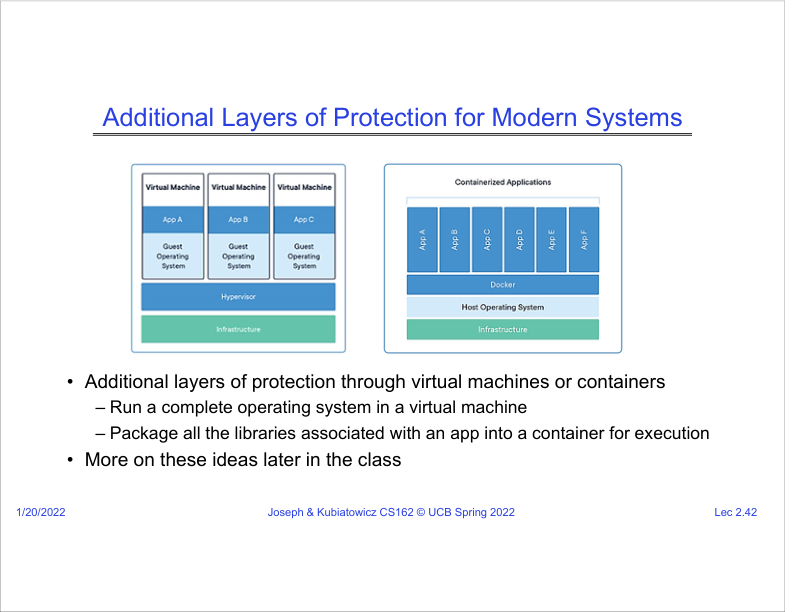 Additional Layers of Protection for Modern Systems
Virtual Machine Virtual Machine Virtual Machine
App A App B App C
Guest Operating System Guest Operating System Guest Operating System
Hypervisor
Infrastructure
Containerized Applications
App A App B App C App D App E App F
Docker
Host Operating System
Infrastructure
• Additional layers of protection through virtual machines or containers
– Run a complete operating system in a virtual machine
– Package all the libraries associated with an app into a container for execution
• More on these ideas later in the class
1/20/2022 Joseph & Kubiatowicz CS162 © UCB Spring 2022 Lec 2.42